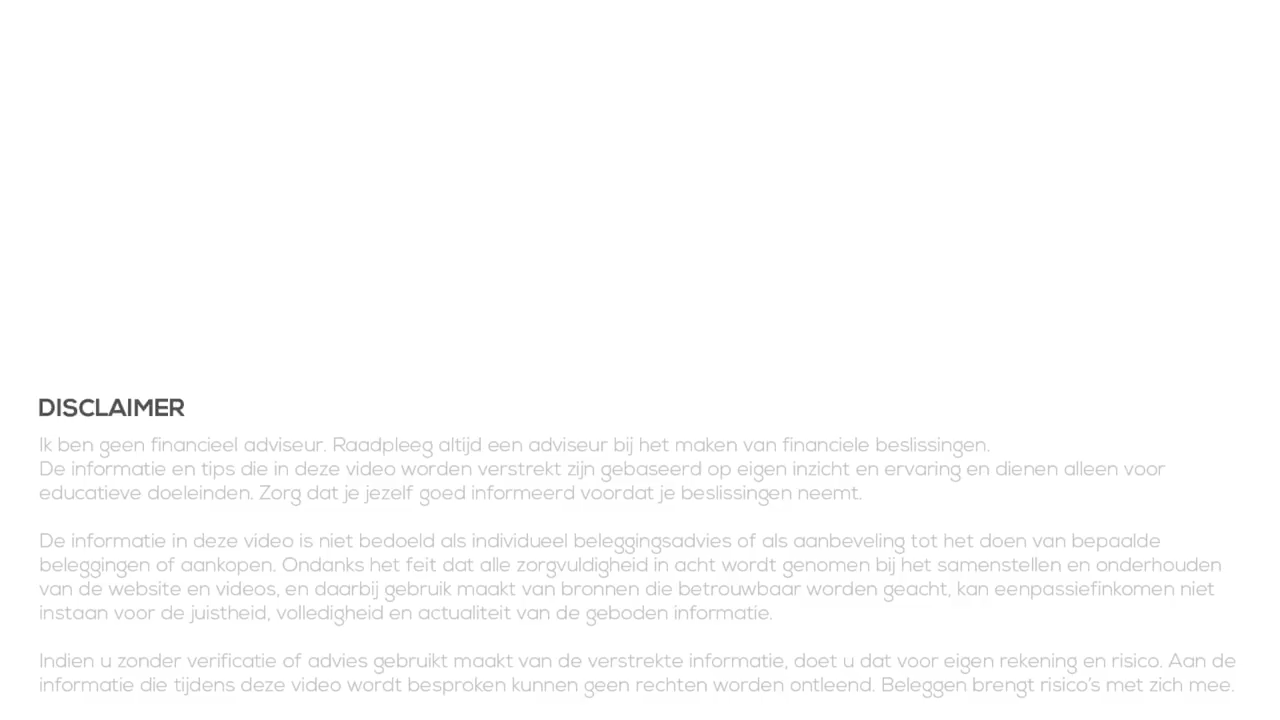 DISCLAIMER
Ik ben geen financieel adviseur. Raadpleeg altijd een adviseur bij het maken van financiele beslissingen.
De informatie en tips die in deze video worden verstrekt zijn gebaseerd op eigen inzicht en ervaring en dienen alleen voor
educatieve doeleinden. Zorg dat je jezelf goed informeerd voordat je beslissingen neemt.
De informatie in deze video is niet bedoeld als individueel beleggingsadvies of als aanbeveling tot het doen van bepaalde
beleggingen of aankopen. Ondanks het feit dat alle zorgvuldigheid in acht wordt genomen bij het samenstellen en onderhouden
van de website en videos, en daarbij gebruik maakt van bronnen die betrouwbaar worden geacht, kan eenpassiefinkomen niet
instaan voor de juistheid, volledigheid en actualiteit van de geboden informatie.
Indien u zonder verificatie of advies gebruikt maakt van de verstrekte informatie, doet u dat voor eigen rekening en risico. Aan de
informatie die tijdens deze video wordt besproken kunnen geen rechten worden ontleend. Beleggen brengt risico's met zich mee.